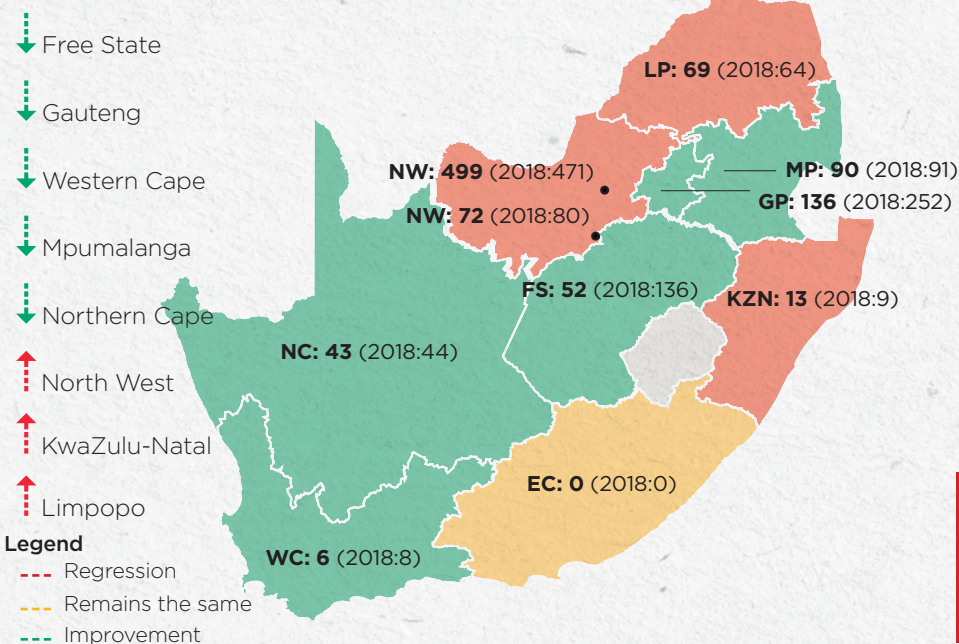 Free State
Gauteng
Western Cape
Mpumalanga
Northern Cape
North West
KwaZulu-Natal
Limpopo
Legend
Regression
Remains the same
Improvement
LP: 69 (2018:64)
NW: 499 (2018:471)
MP: 90 (2018:91)
GP: 136 (2018:252)
NW: 72 (2018:80)
FS: 52 (2018:136)
KZN: 13 (2018:9)
NC: 43 (2018:44)
EC: 0 (2018:0)
WC: 6 (2018:8)